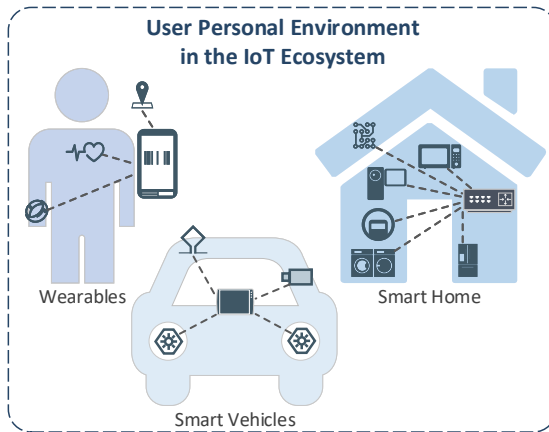 User Personal Environment
in the IoT Ecosystem
Wearables
Smart Home
Smart Vehicles